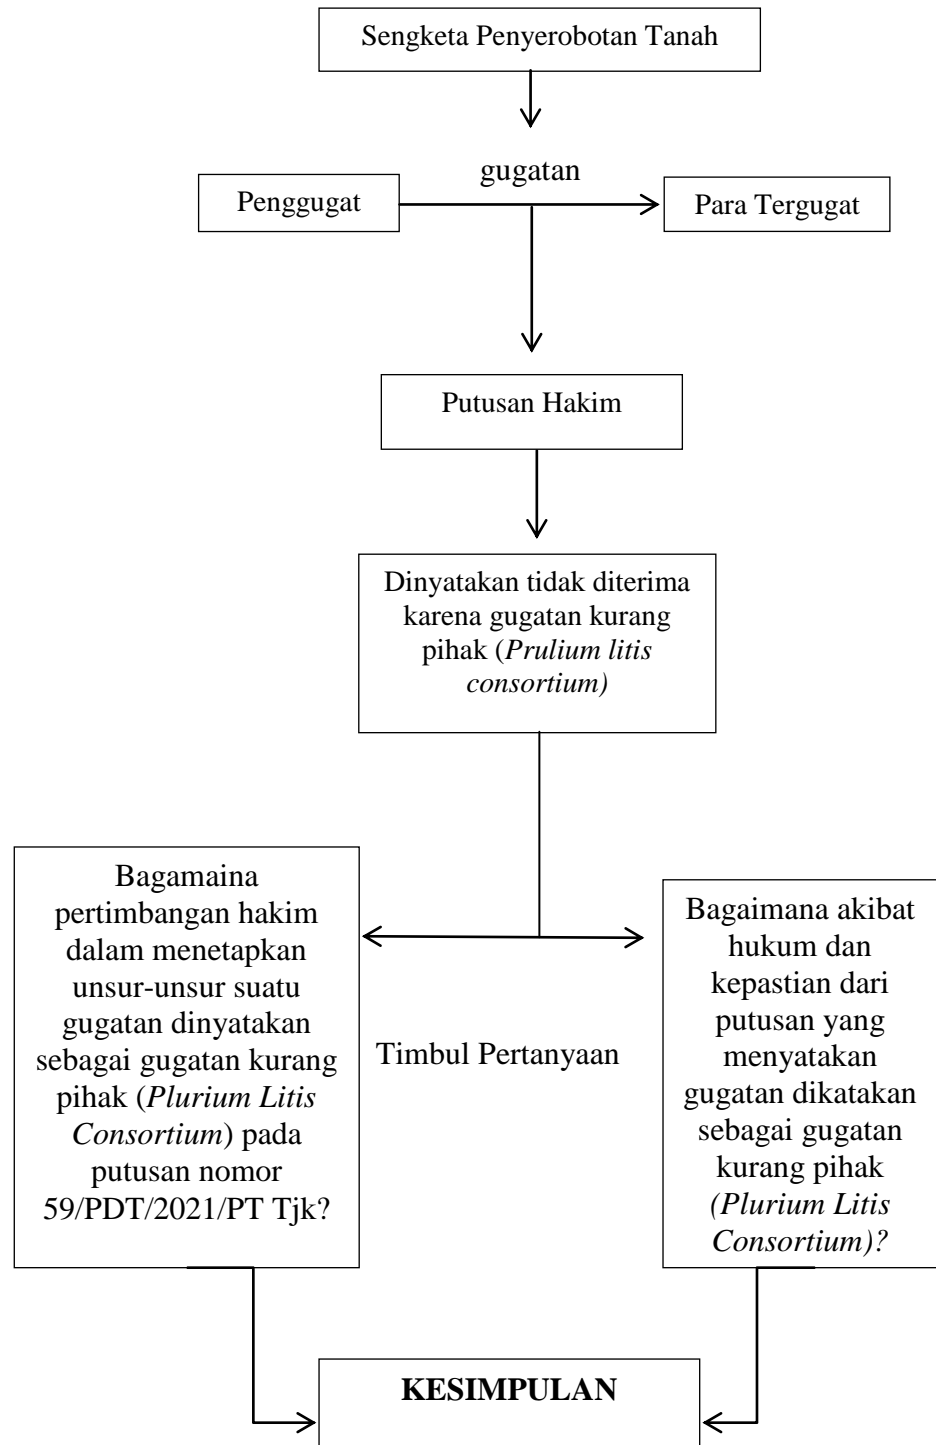 Sengketa Penyerobotan Tanah
gugatan
Penggugat
Para Tergugat
Putusan Hakim
Dinyatakan tidak diterima
karena gugatan kurang
pihak (Prulium litis
consortium)
Bagamaina
pertimbangan hakim
dalam menetapkan
unsur-unsur suatu
gugatan dinyatakan
sebagai gugatan kurang
pihak (Plurium Litis
Consortium) pada
putusan nomor
59/PDT/2021/PT Tjk?
Timbul Pertanyaan
Bagaimana akibat
hukum dan
kepastian dari
putusan yang
menyatakan
gugatan dikatakan
sebagai gugatan
kurang pihak
(Plurium Litis
Consortium)?
KESIMPULAN